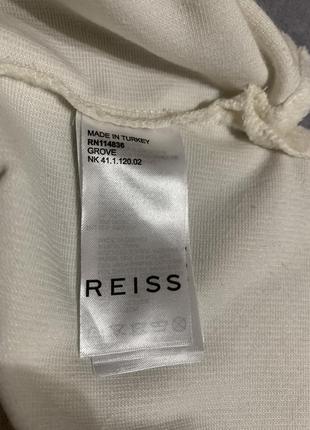 MADE IN TURKEY
RN114836
GROVE
NK 41.1.120.02
REISS